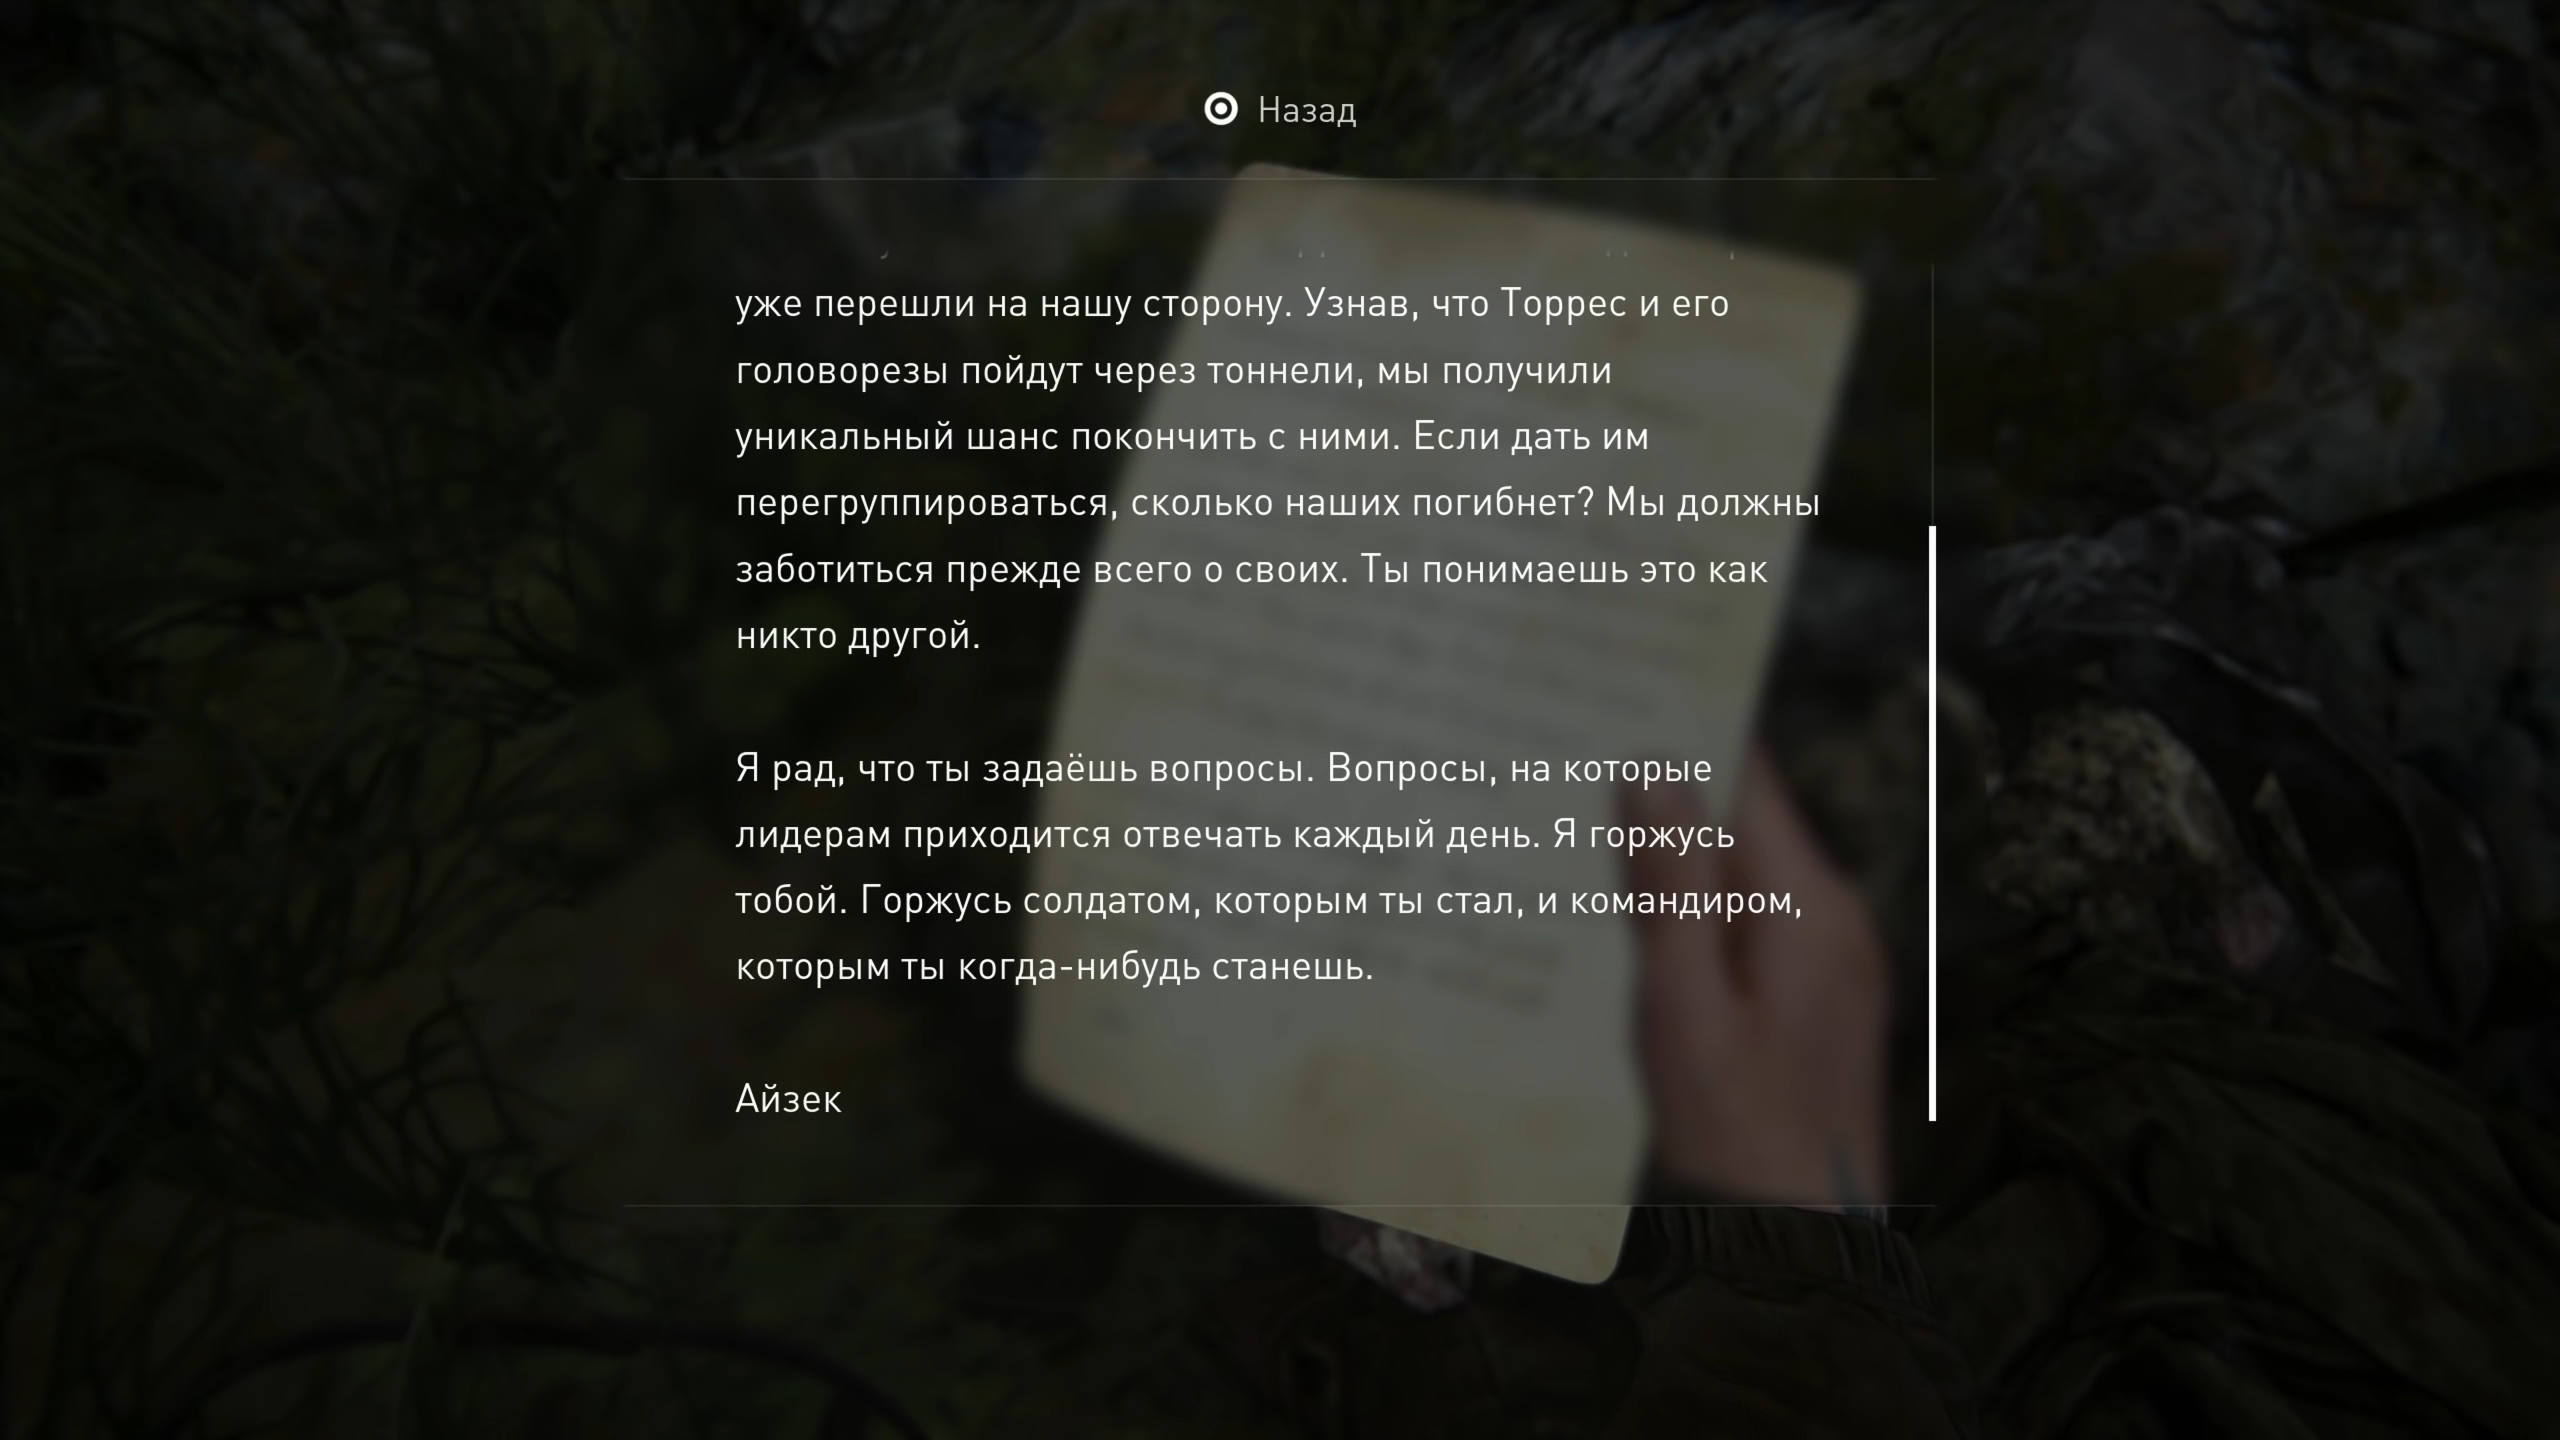 Назад
уже перешли на нашу сторону. Узнав, что Торрес и его
головорезы пойдут через тоннели, мы получили
уникальный шанс покончить с ними. Если дать им
перегруппироваться, сколько наших погибнет? Мы должны
заботиться прежде всего о своих. Ты понимаешь это как
никто другой.
Я рад, что ты задаёшь вопросы. Вопросы, на которые
лидерам приходится отвечать каждый день. Я горжусь
тобой. Горжусь солдатом, которым ты стал, и командиром,
которым ты когда-нибудь станешь.
Айзек